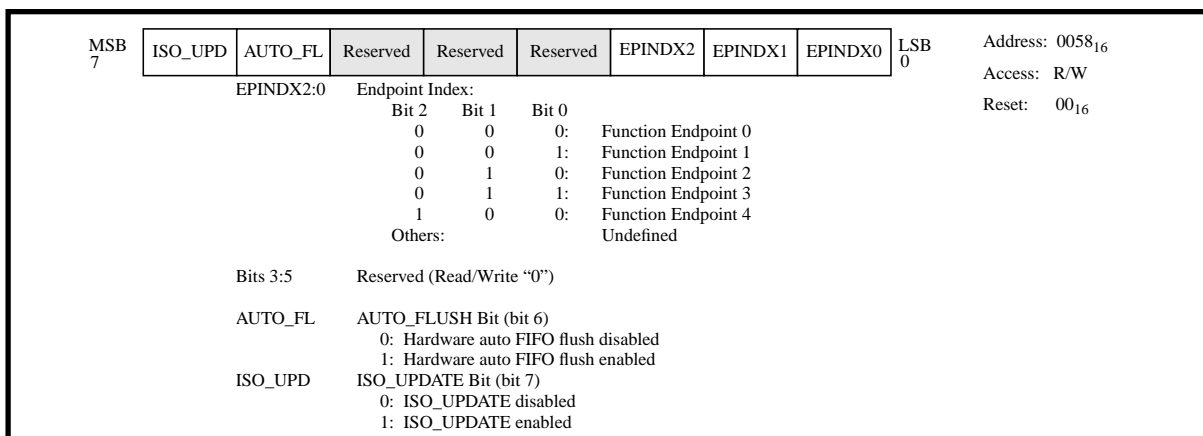 MSB 7 ISO_UPD AUTO_FL Reserved Reserved Reserved EPINDX2 EPINDX1 EPINDX0 LSB 0 Address: 0058₁₆
Access: R/W
Reset: 00₁₆
EPINDX2:0 Endpoint Index:
Bit 2 Bit 1 Bit 0
0 0 0: Function Endpoint 0
0 0 1: Function Endpoint 1
0 1 0: Function Endpoint 2
0 1 1: Function Endpoint 3
1 0 0: Function Endpoint 4
Others: Undefined
Bits 3:5 Reserved (Read/Write “0”)
AUTO_FL AUTO_FLUSH Bit (bit 6)
0: Hardware auto FIFO flush disabled
1: Hardware auto FIFO flush enabled
ISO_UPD ISO_UPDATE Bit (bit 7)
0: ISO_UPDATE disabled
1: ISO_UPDATE enabled